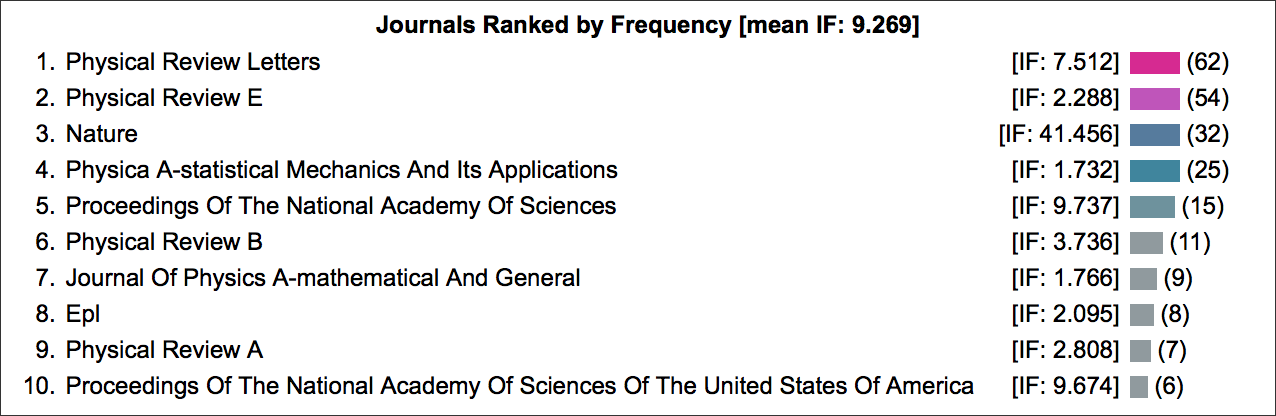 Journals Ranked by Frequency [mean IF: 9.269]
1. Physical Review Letters [IF: 7.512] (62)
2. Physical Review E [IF: 2.288] (54)
3. Nature [IF: 41.456] (32)
4. Physica A-statistical Mechanics And Its Applications [IF: 1.732] (25)
5. Proceedings Of The National Academy Of Sciences [IF: 9.737] (15)
6. Physical Review B [IF: 3.736] (11)
7. Journal Of Physics A-mathematical And General [IF: 1.766] (9)
8. Epl [IF: 2.095] (8)
9. Physical Review A [IF: 2.808] (7)
10. Proceedings Of The National Academy Of Sciences Of The United States Of America [IF: 9.674] (6)